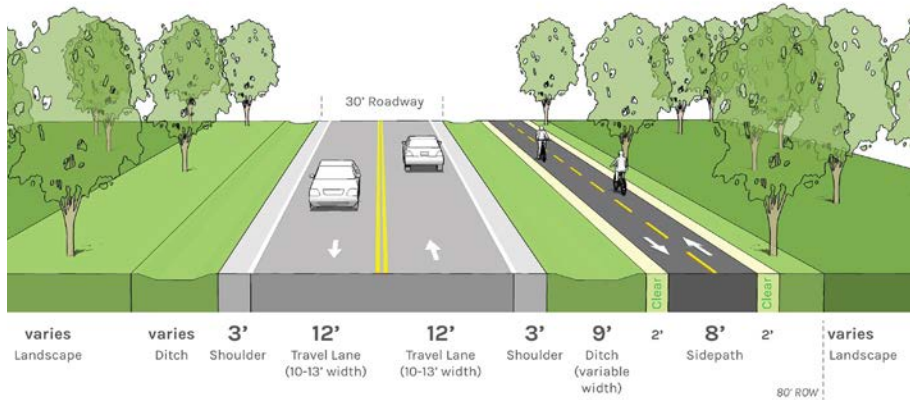 30' Roadway
Clear
Clear
varies
Landscape
varies
Ditch
3'
Shoulder
12'
Travel Lane
(10-13' width)
12'
Travel Lane
(10-13' width)
3'
Shoulder
9'
Ditch
(variable
width)
2'
8'
Sidepath
2'
varies
Landscape
80' ROW